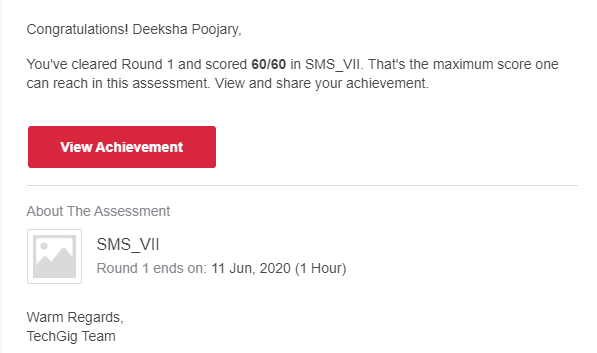 Congratulations! Deeksha Poojary,
You've cleared Round 1 and scored 60/60 in SMS_VII. That's the maximum score one
can reach in this assessment. View and share your achievement.
View Achievement
About The Assessment
SMS_VII
Round 1 ends on: 11 Jun, 2020 (1 Hour)
Warm Regards,
TechGig Team